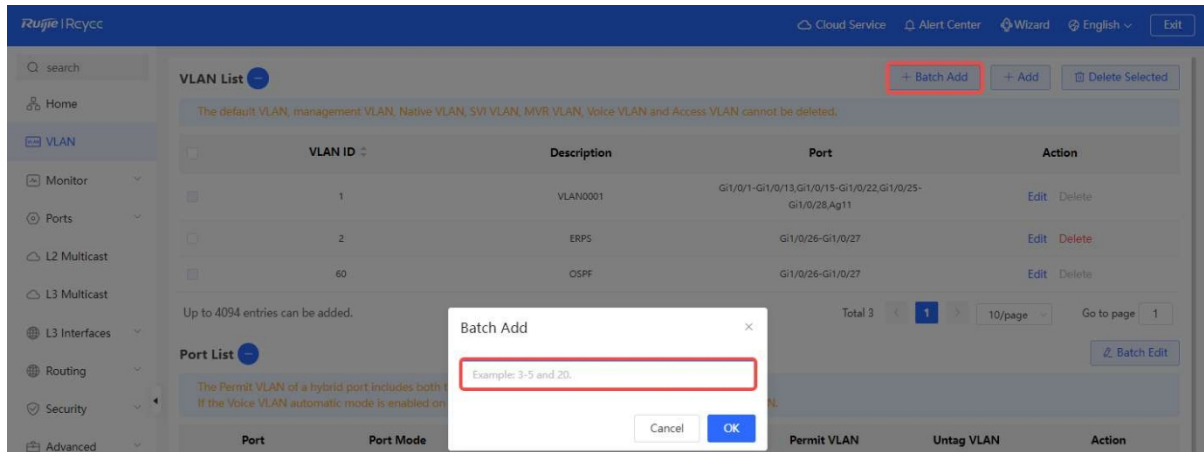 Ruijie | Rcycc
Cloud Service Alert Center Wizard English Exit
search
Home
VLAN
Monitor
Ports
L2 Multicast
L3 Multicast
L3 Interfaces
Routing
Security
Advanced
VLAN List
+ Batch Add
+ Add
Delete Selected
The default VLAN, management VLAN, Native VLAN, SVI VLAN, MVR VLAN, Voice VLAN and Access VLAN cannot be deleted.
VLAN ID Description Port Action
1 VLAN0001 Gi1/0/1-Gi1/0/13,Gi1/0/15-Gi1/0/22,Gi1/0/25-
Gi1/0/28,Ag11 Edit Delete
2 ERPS Gi1/0/26-Gi1/0/27 Edit Delete
60 OSPF Gi1/0/26-Gi1/0/27 Edit Delete
Up to 4094 entries can be added.
Total 3 < 1 > 10/page Go to page 1
Port List
Batch Edit
The Permit VLAN of a hybrid port includes both
If the Voice VLAN automatic mode is enabled on
Port Port Mode Permit VLAN Untag VLAN Action
Batch Add ×
Example: 3-5 and 20.
Cancel OK